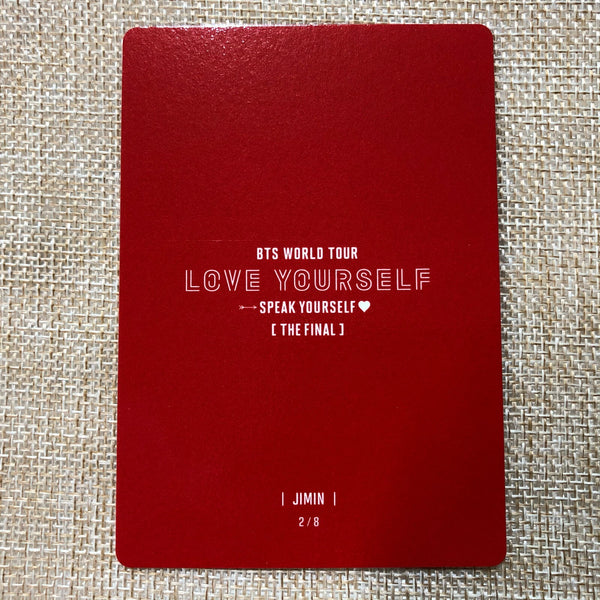 BTS WORLD TOUR
LOVE YOURSELF
SPEAK YOURSELF
[ THE FINAL ]
| JIMIN |
2/8